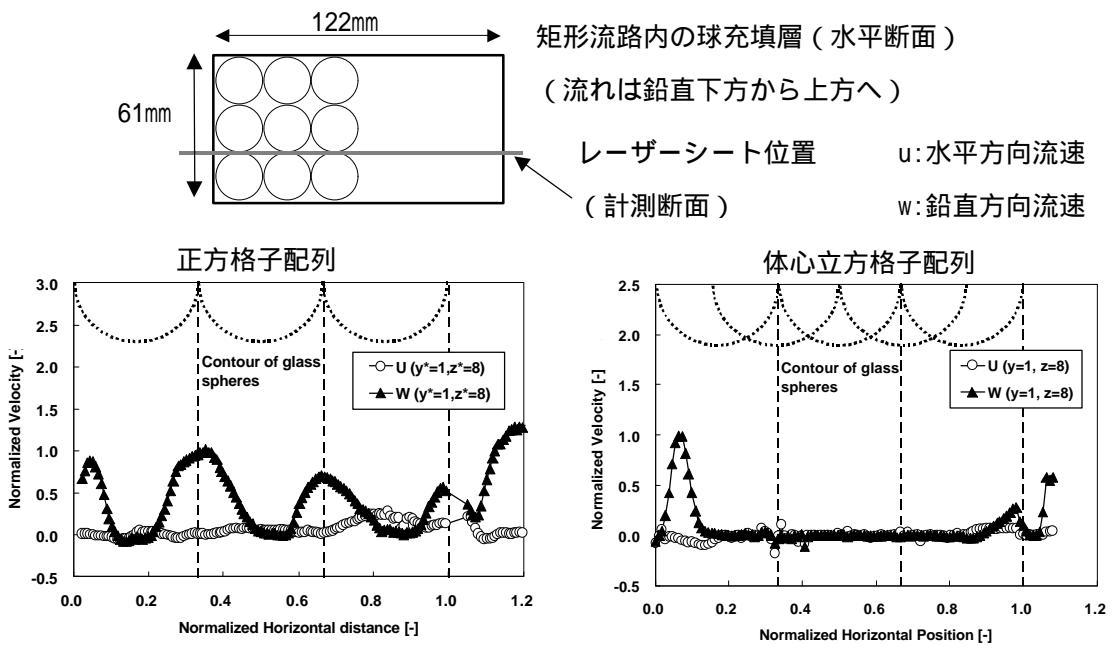 122mm
矩形流路内の球充填層（水平断面）
（流れは鉛直下方から上方へ）
61mm
レーザーシート位置
u:水平方向流速
（計測断面）
w:鉛直方向流速
正方格子配列
3.0
2.5
2.0
1.5
1.0
0.5
0.0
-0.5
Normalized Velocity [-
Contour of glass
spheres
U (y*=1,z*=8)
W (y*=1,z*=8)
0.0 0.2 0.4 0.6 0.8 1.0 1.2
Normalized Horizontal distance [-]
体心立方格子配列
2.5
2.0
1.5
1.0
0.5
0.0
-0.5
Normalized Velocity [-]
Contour of glass
spheres
U (y=1, z=8)
W (y=1, z=8)
0.0 0.2 0.4 0.6 0.8 1.0 1.2
Normalized Horizontal Position [-]